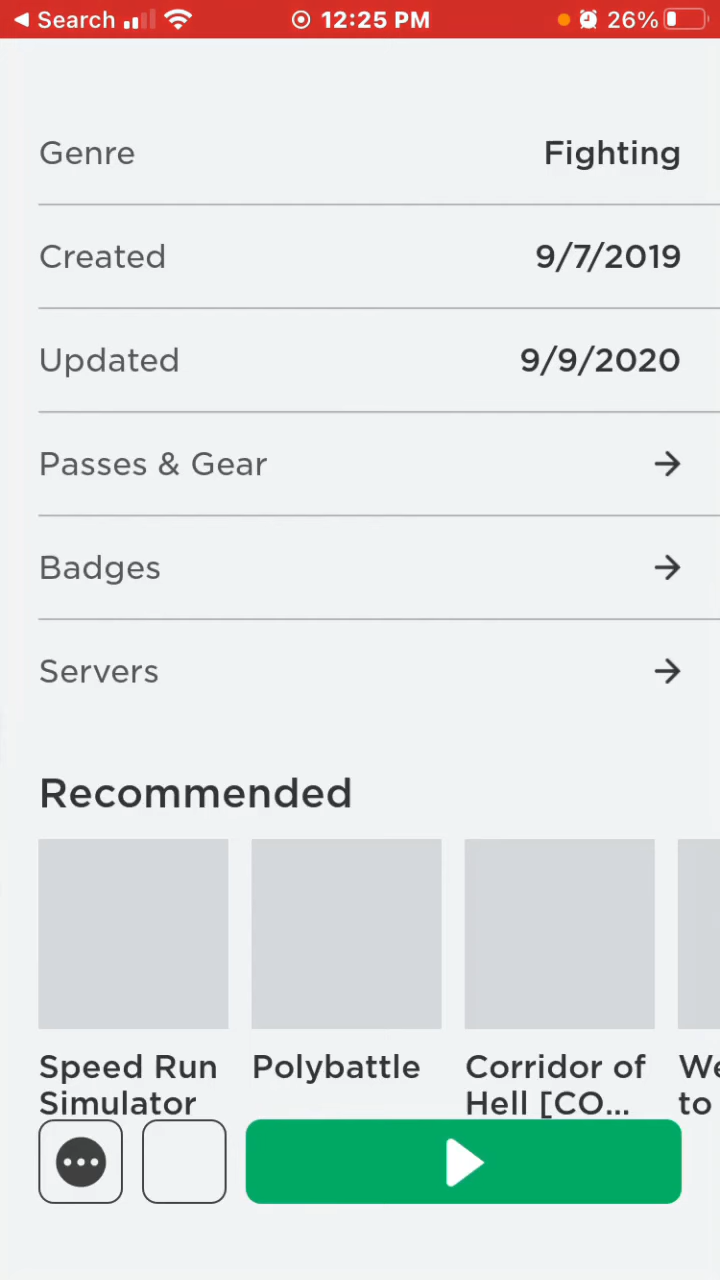 Search 12:25 PM 26%
Genre Fighting
Created 9/7/2019
Updated 9/9/2020
Passes & Gear
Badges
Servers
Recommended
Speed Run Polybattle Corridor of We
Simulator Hell [CO... to